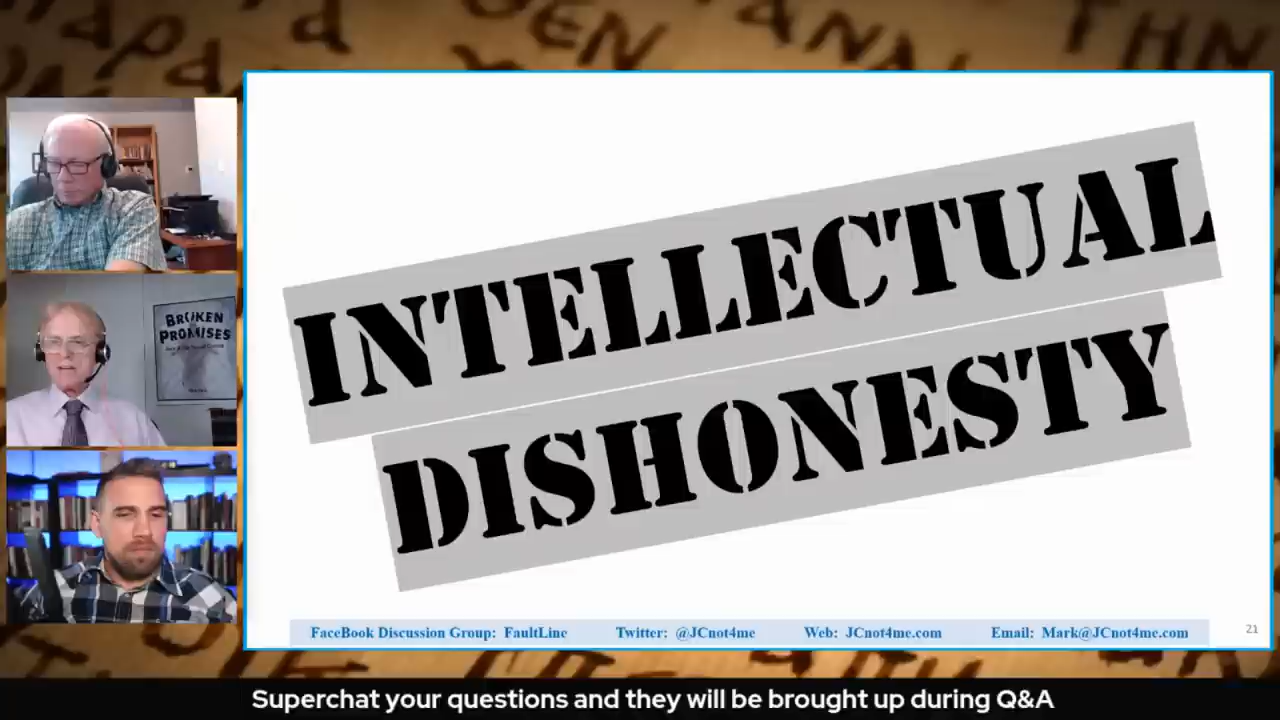 BROKEN
PROMISES
INTELLECTUAL
DISHONESTY
FaceBook Discussion Group: FaultLine Twitter: @JCnot4me Web: JCnot4me.com Email: Mark@JCnot4me.com
21
Superchat your questions and they will be brought up during Q&A